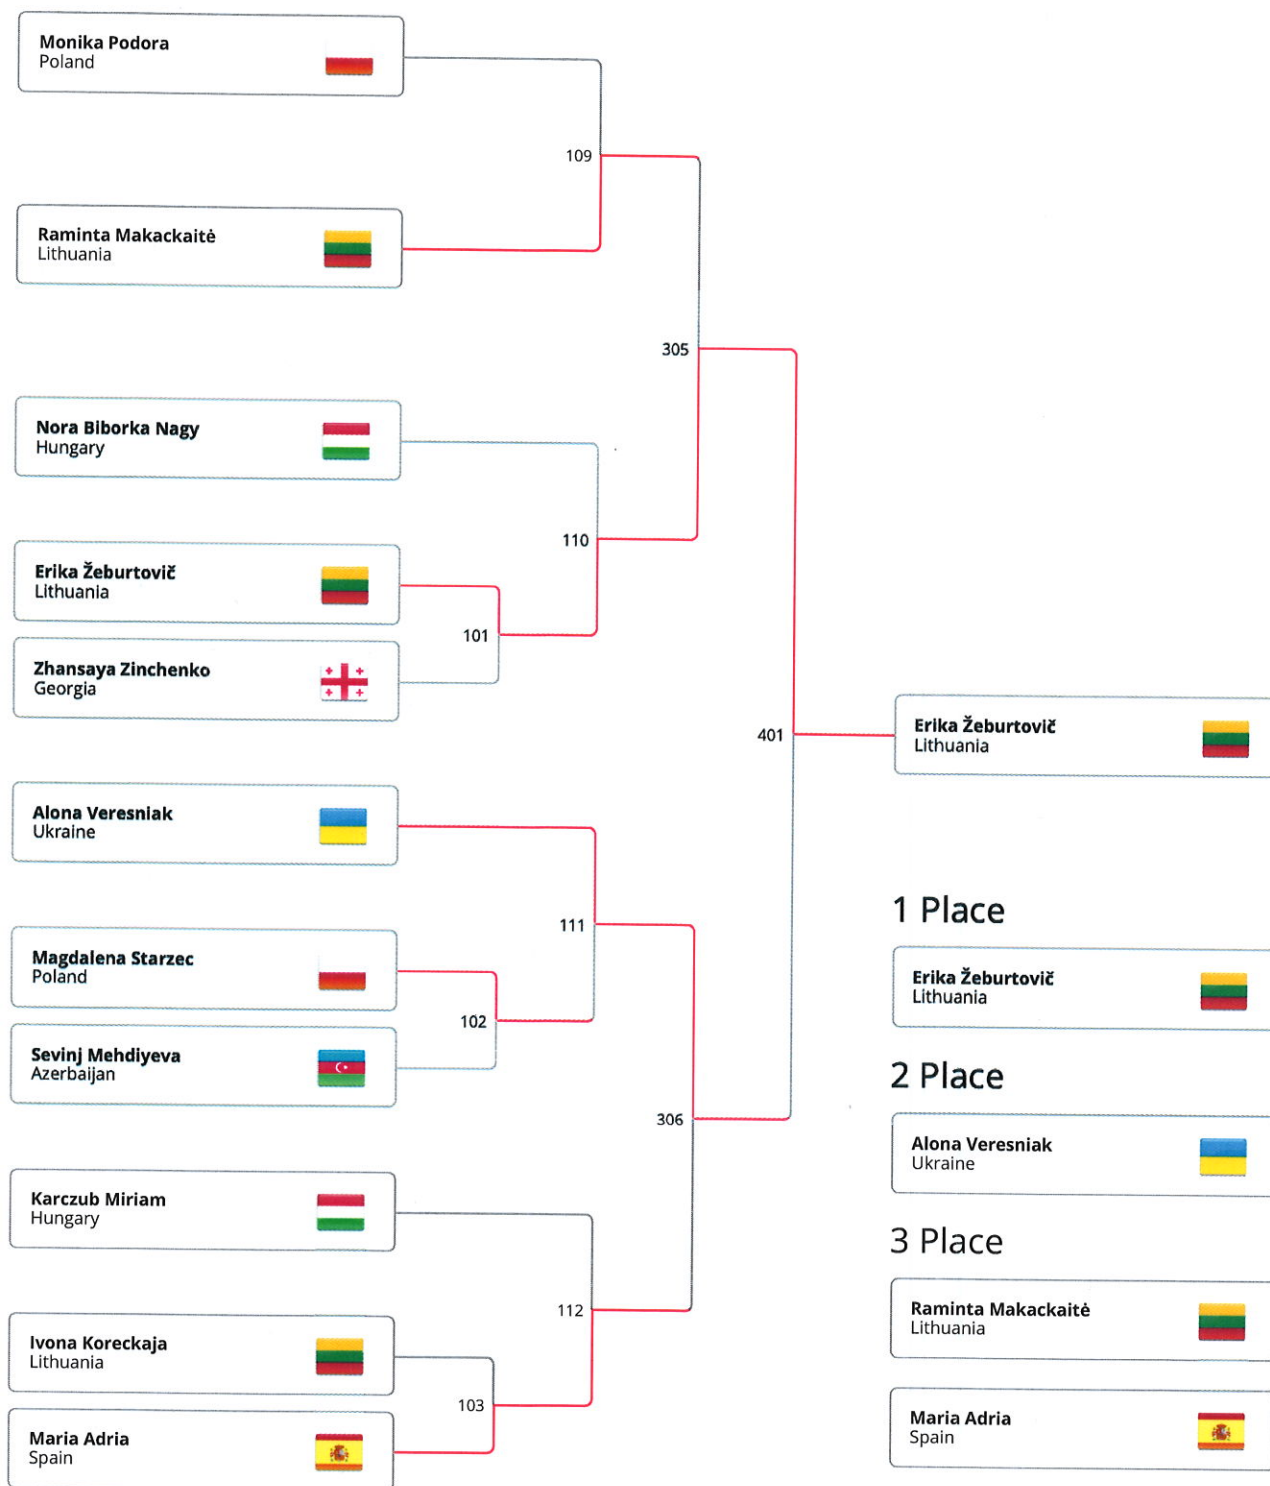 Monika Podora
Poland
109
Raminta Makackaitė
Lithuania
305
Nora Biborka Nagy
Hungary
110
Erika Žeburtovič
Lithuania
101
Zhansaya Zinchenko
Georgia
401
Erika Žeburtovič
Lithuania
Alona Veresniak
Ukraine
111
Magdalena Starzec
Poland
102
Sevinj Mehdiyeva
Azerbaijan
306
Karczub Miriam
Hungary
112
Ivona Koreckaja
Lithuania
103
Maria Adria
Spain
1 Place
Erika Žeburtovič
Lithuania
2 Place
Alona Veresniak
Ukraine
3 Place
Raminta Makackaitė
Lithuania
Maria Adria
Spain